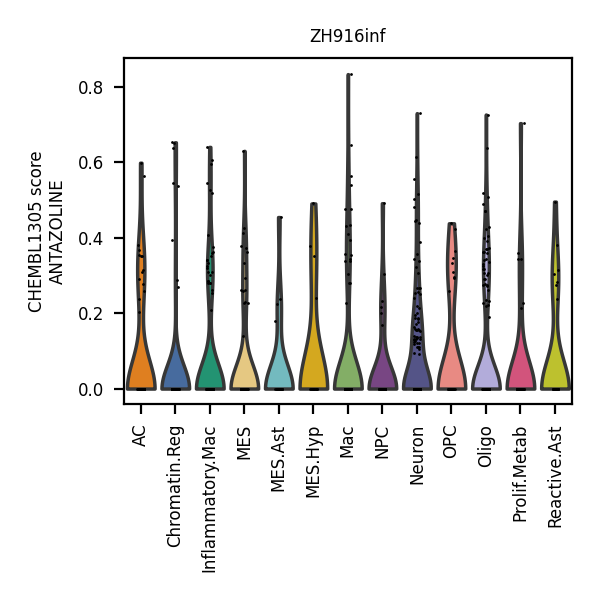 ZH916inf
CHEMBL1305 score
ANTAZOLINE
0.8
0.6
0.4
0.2
0.0
AC
Chromatin.Reg
Inflammatory.Mac
MES
MES.Ast
MES.Hyp
Mac
NPC
Neuron
OPC
Oligo
Prolif.Metab
Reactive.Ast